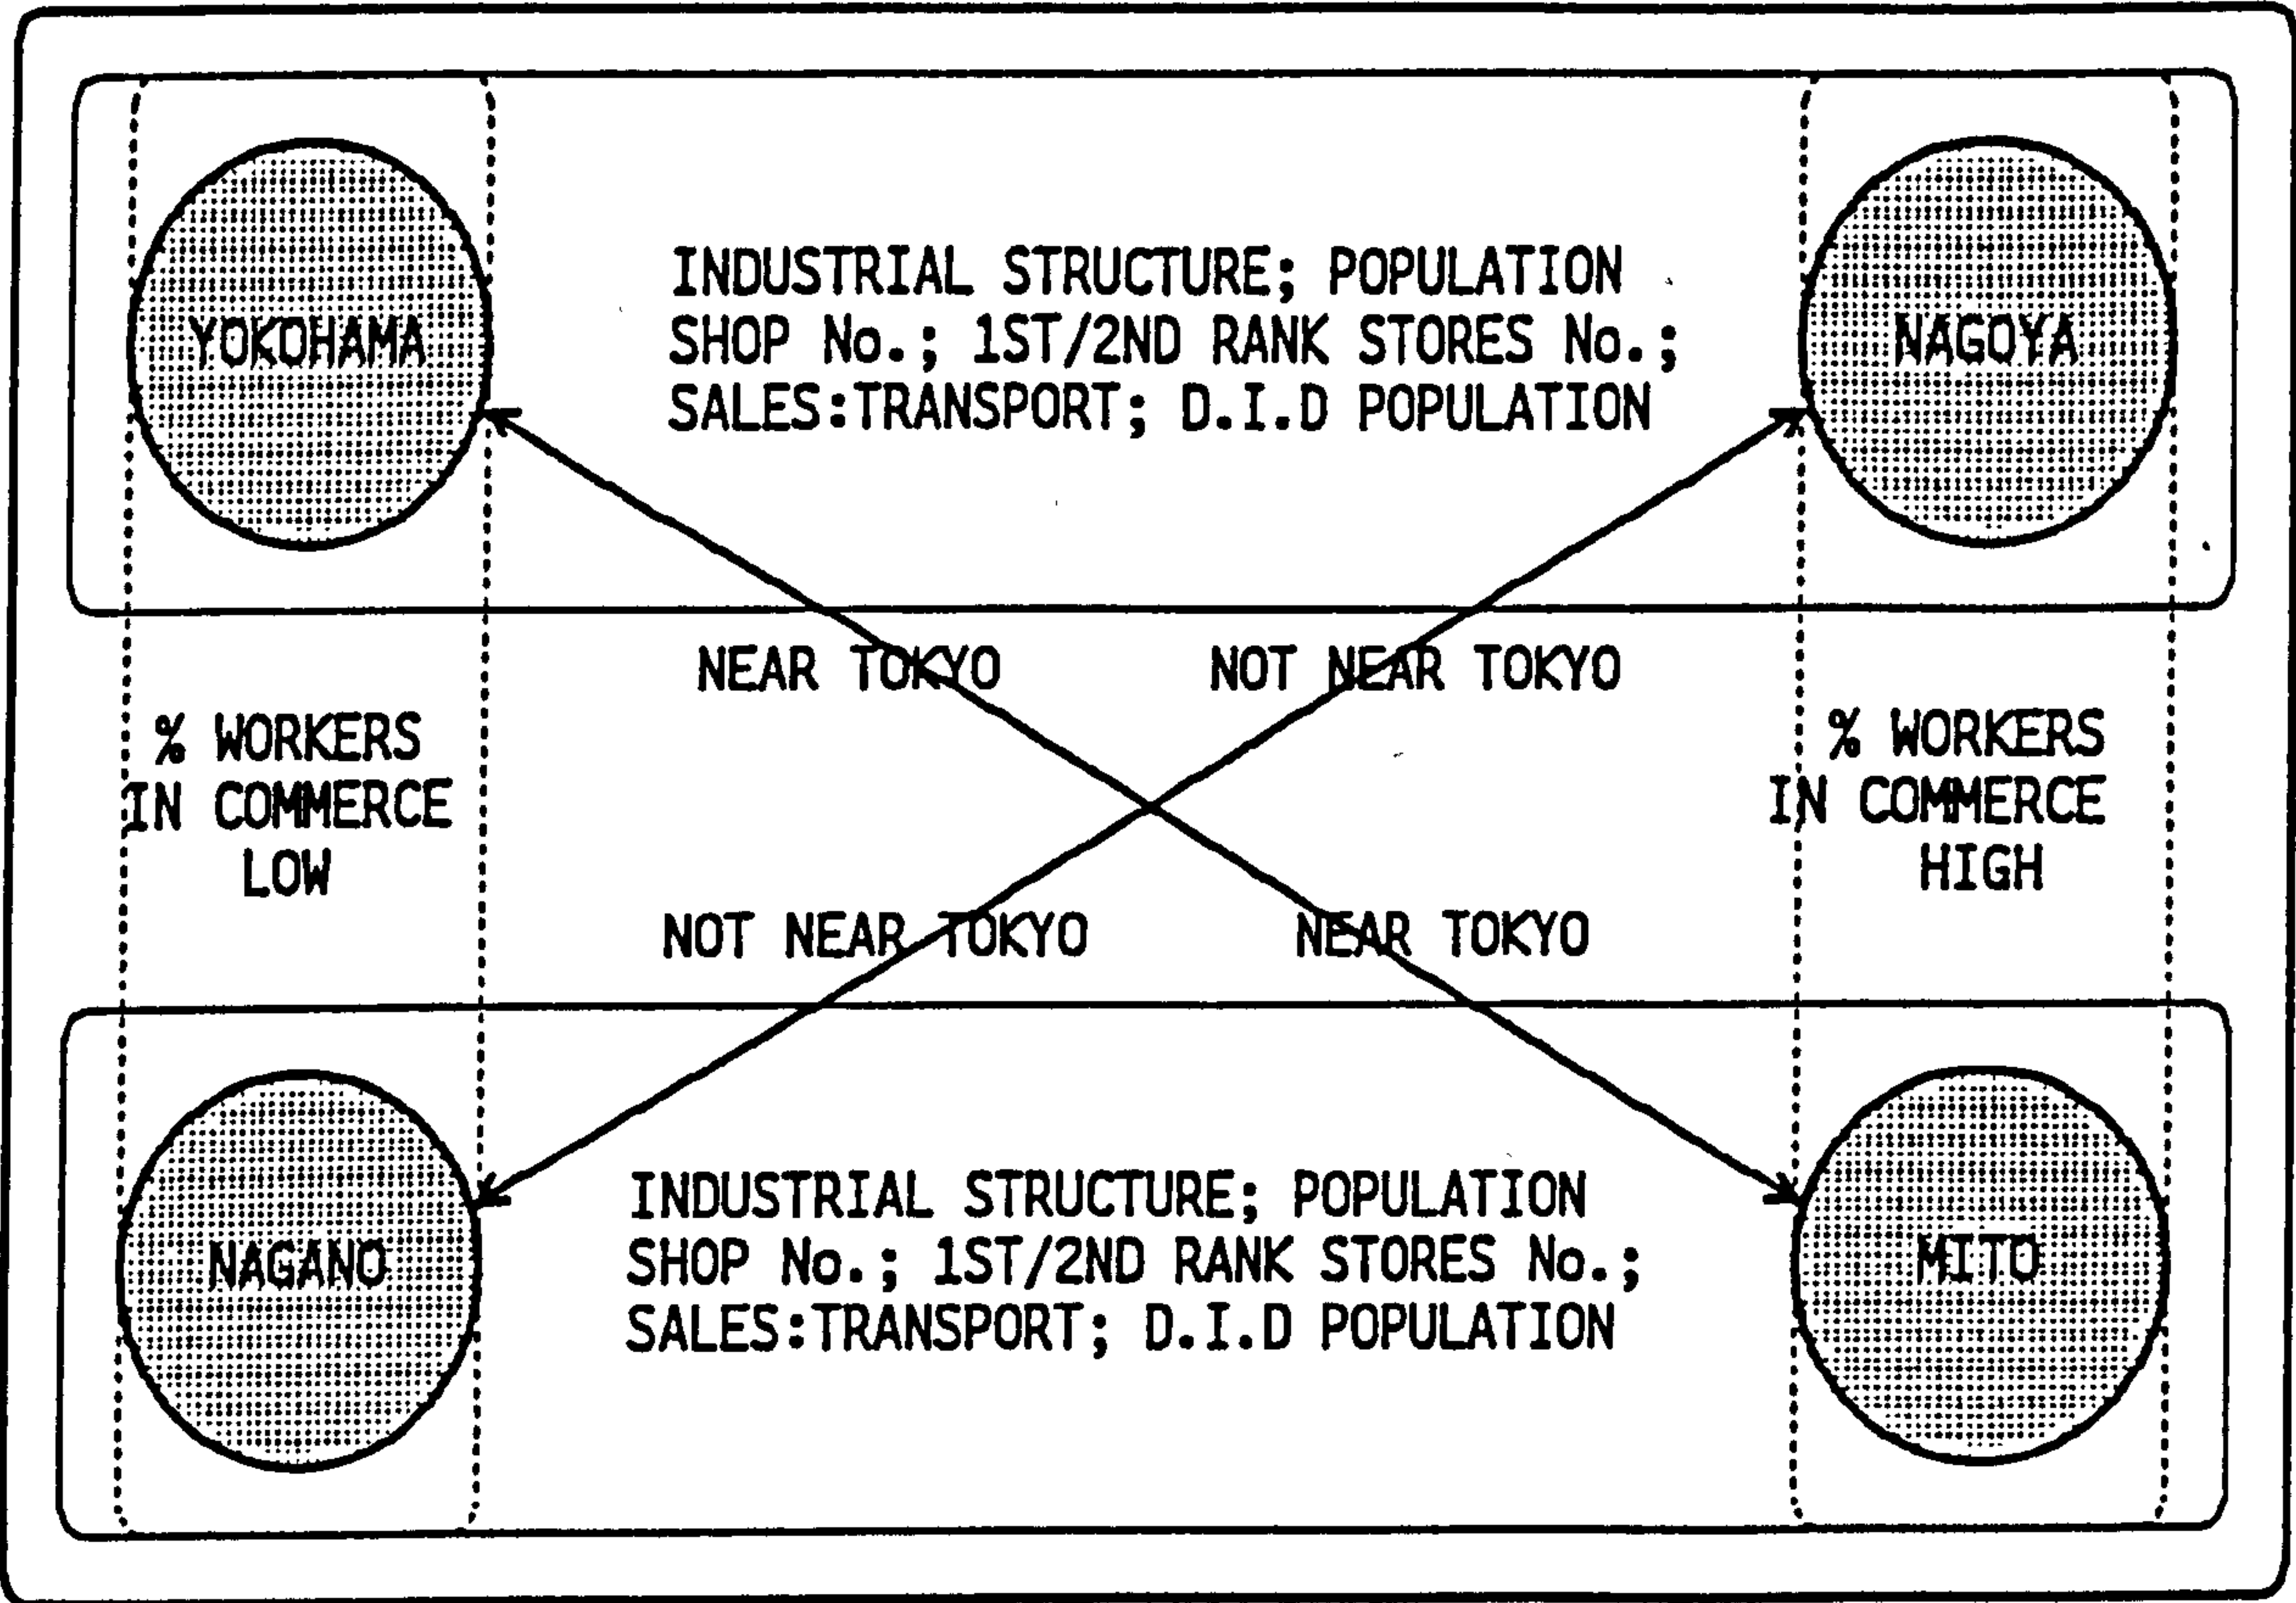 INDUSTRIAL STRUCTURE; POPULATION
SHOP No.; 1ST/2ND RANK STORES No.;
SALES:TRANSPORT; D.I.D POPULATION
YOKOHAMA
NAGOYA
NEAR TOKYO
NOT NEAR TOKYO
% WORKERS
IN COMMERCE
LOW
% WORKERS
IN COMMERCE
HIGH
NOT NEAR TOKYO
NEAR TOKYO
INDUSTRIAL STRUCTURE; POPULATION
SHOP No.; 1ST/2ND RANK STORES No.;
SALES:TRANSPORT; D.I.D POPULATION
NAGANO
MITO